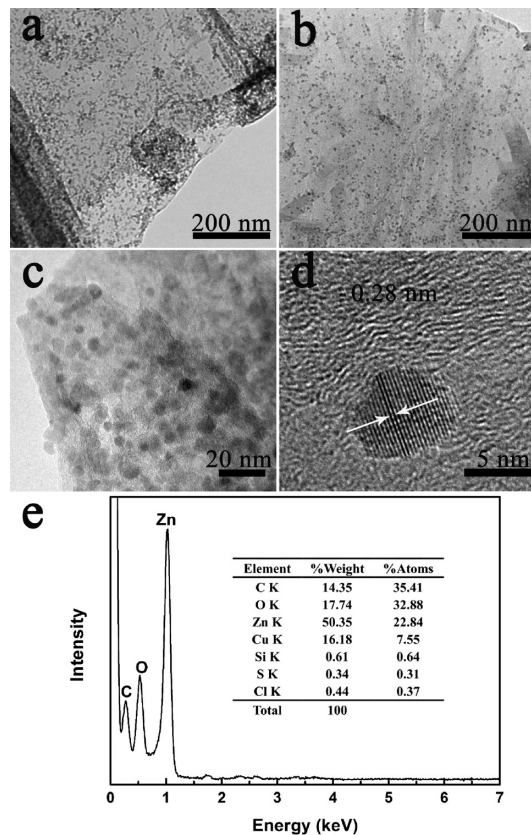 a
b
200 nm
200 nm
c
d
0.28 nm
20 nm
5 nm
e
Zn
O
C
Element %Weight %Atoms
C K 14.35 35.41
O K 17.74 32.88
Zn K 50.35 22.84
Cu K 16.18 7.55
Si K 0.61 0.64
S K 0.34 0.31
Cl K 0.44 0.37
Total 100
Intensity
0 1 2 3 4 5 6 7
Energy (keV)